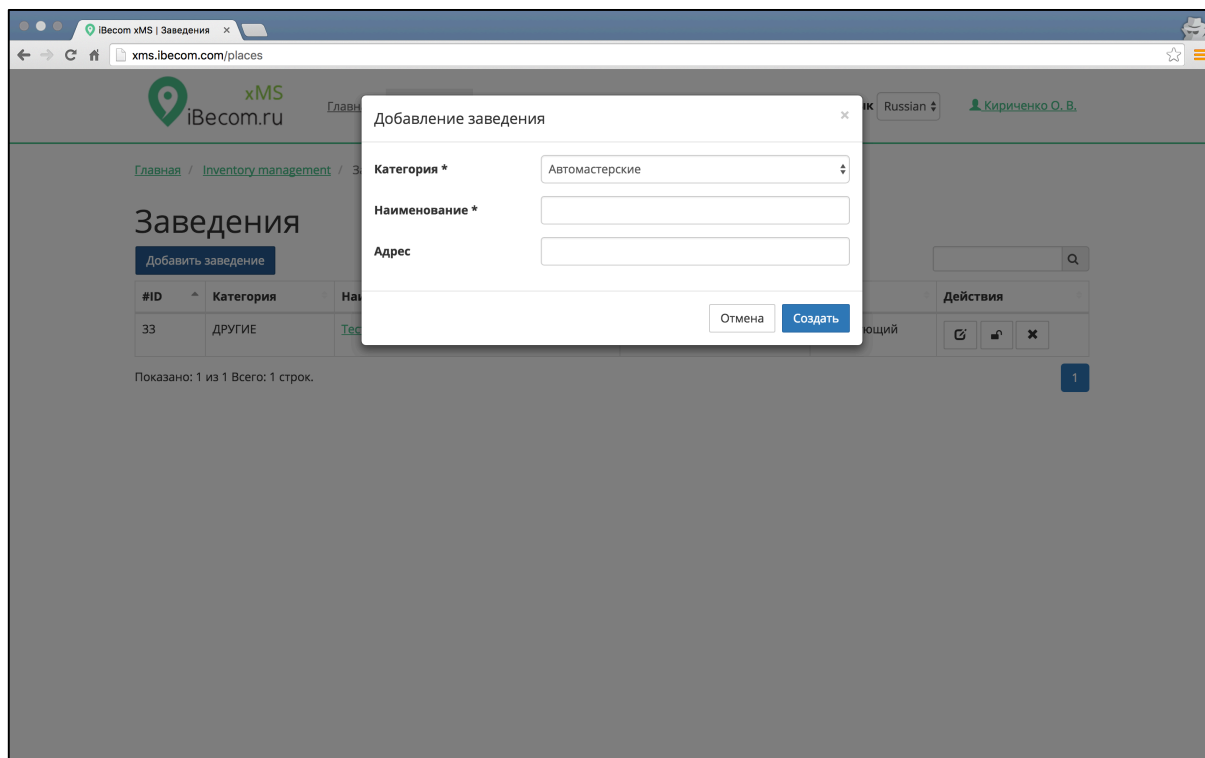 iBecom xMS | Заведения
xms.ibecom.com/places
xMS
iBecom.ru
Russian
Кириченко О. В.
Добавление заведения
Главная / Inventory management /
Категория *
Автомастерские
Наименование *
Адрес
Заведения
Добавить заведение
Отмена
Создать
#ID
Категория
Действия
33
ДРУГИЕ
Показано: 1 из 1 Всего: 1 строк.
1